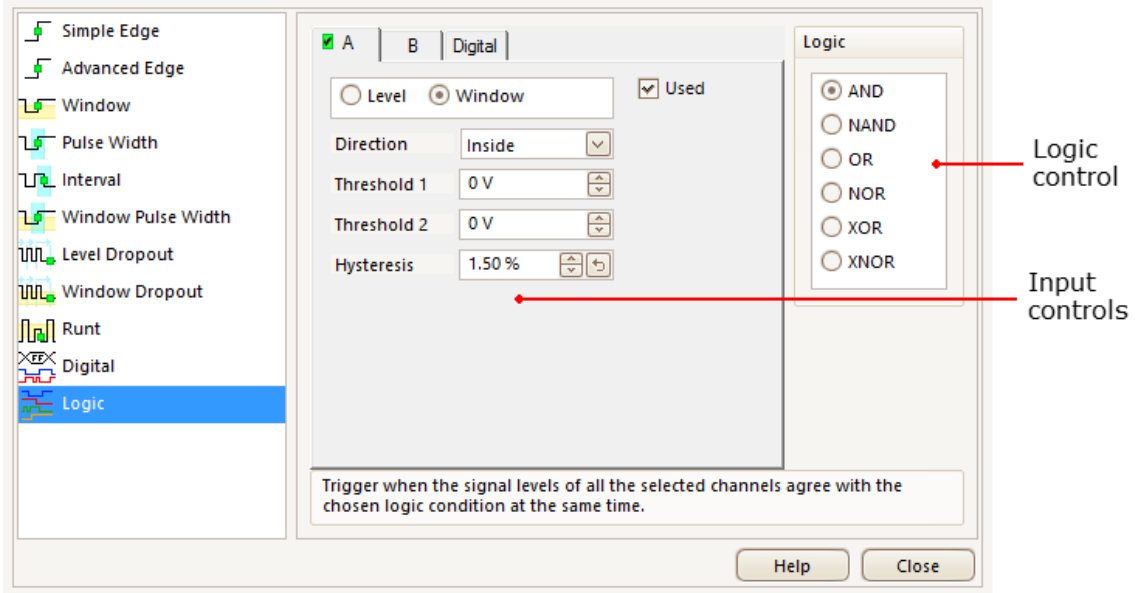 Simple Edge
Advanced Edge
Window
Pulse Width
Interval
Window Pulse Width
Level Dropout
Window Dropout
Runt
FF
Digital
Logic
A
B
Digital
Level
Window
Used
Direction
Inside
Threshold 1
0 V
Threshold 2
0 V
Hysteresis
1.50 %
Logic
AND
NAND
OR
NOR
XOR
XNOR
Logic
control
Input
controls
Trigger when the signal levels of all the selected channels agree with the
chosen logic condition at the same time.
Help
Close